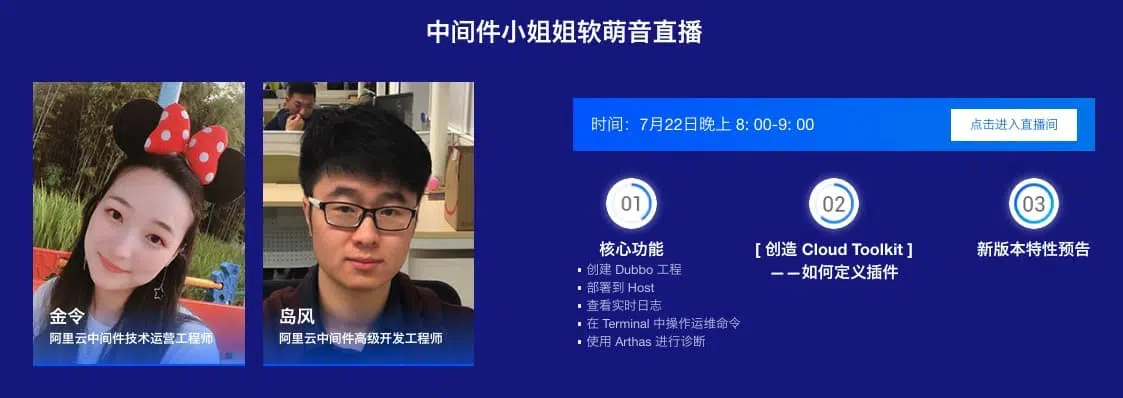 中间件小姐姐软萌音直播
金令
阿里云中间件技术运营工程师
岛风
阿里云中间件高级开发工程师
时间：7月22日晚上 8: 00-9: 00
点击进入直播间
01
核心功能
创建 Dubbo 工程
部署到 Host
查看实时日志
在 Terminal 中操作运维命令
使用 Arthas 进行诊断
02
[ 创造 Cloud Toolkit ]
——如何定义插件
03
新版本特性预告